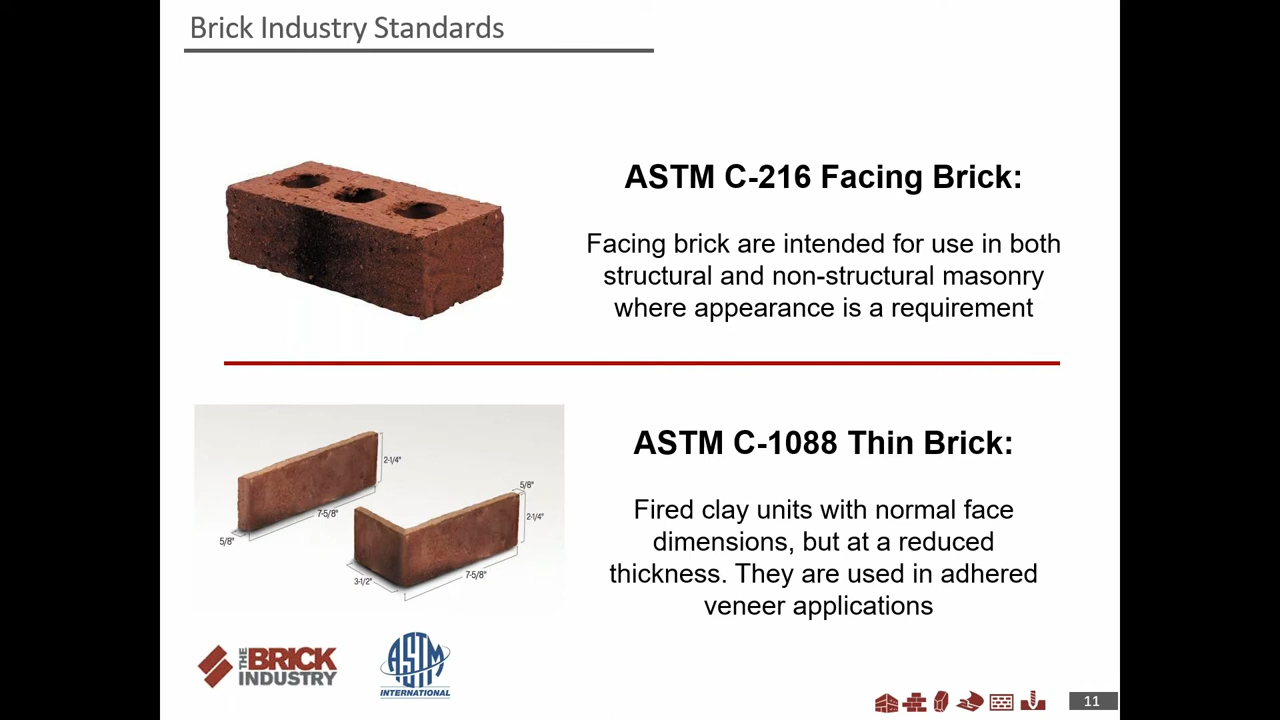 Brick Industry Standards
ASTM C-216 Facing Brick:
Facing brick are intended for use in both
structural and non-structural masonry
where appearance is a requirement
2-1/4"
7-5/8"
5/8"
5/8"
2-1/4"
3-1/2"
7-5/8"
ASTM C-1088 Thin Brick:
Fired clay units with normal face
dimensions, but at a reduced
thickness. They are used in adhered
veneer applications
THE BRICK
INDUSTRY
ASTM
INTERNATIONAL
11